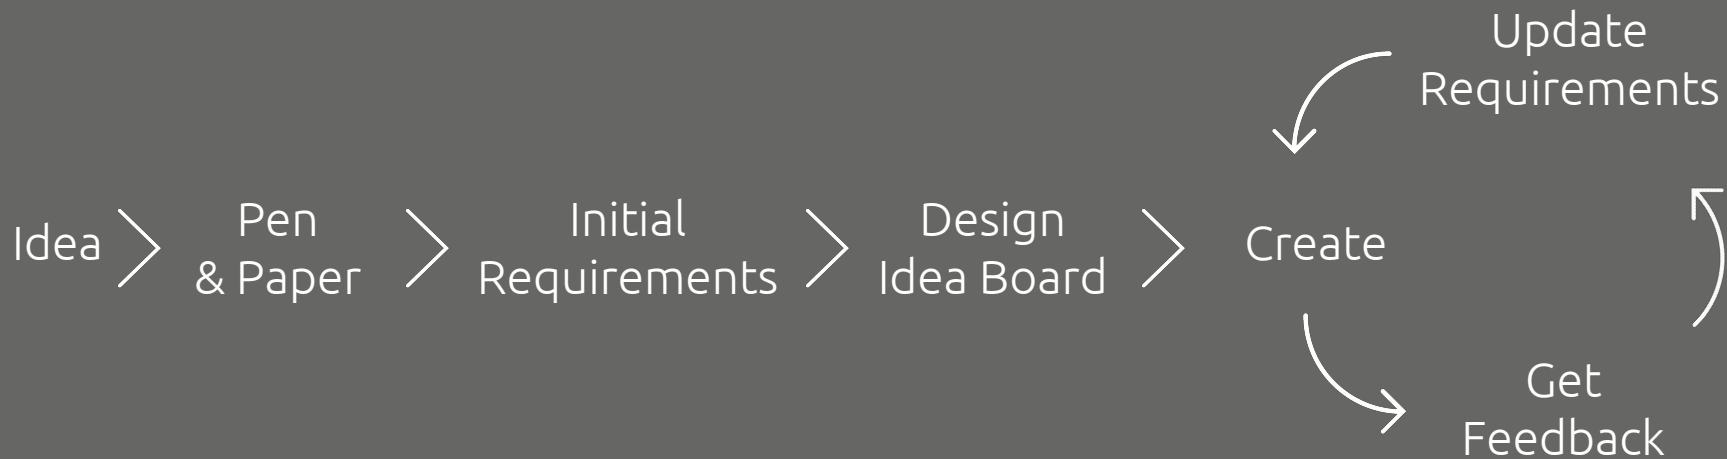 Idea
Pen
& Paper
Initial
Requirements
Design
Idea Board
Create
Get
Feedback
Update
Requirements